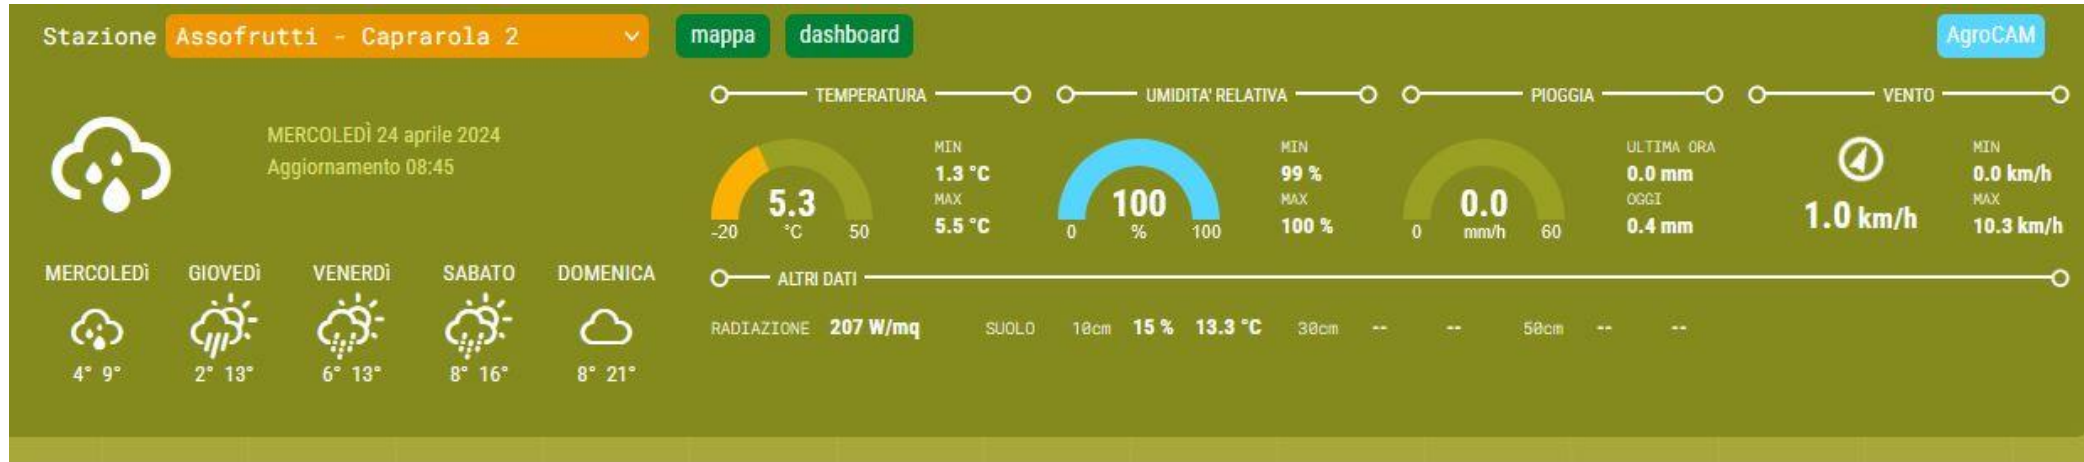 Stazione Assofrutti - Caprarola 2 mappa dashboard AgroCAM
MERCOLEDÌ 24 aprile 2024
Aggiornamento 08:45
MERCOLEDÌ GIOVEDÌ VENERDÌ SABATO DOMENICA
4° 9° 2° 13° 6° 13° 8° 16° 8° 21°
TEMPERATURA
5.3
-20 °C 50
MIN
1.3 °C
MAX
5.5 °C
UMIDITA' RELATIVA
100
0 % 100
MIN
99 %
MAX
100 %
PIOGGIA
0.0
0 mm/h 60
ULTIMA ORA
0.0 mm
OGGI
0.4 mm
VENTO
1.0 km/h
MIN
0.0 km/h
MAX
10.3 km/h
ALTRI DATI
RADIAZIONE 207 W/mq SUOLO 10cm 15 % 13.3 °C 30cm -- -- 50cm -- --